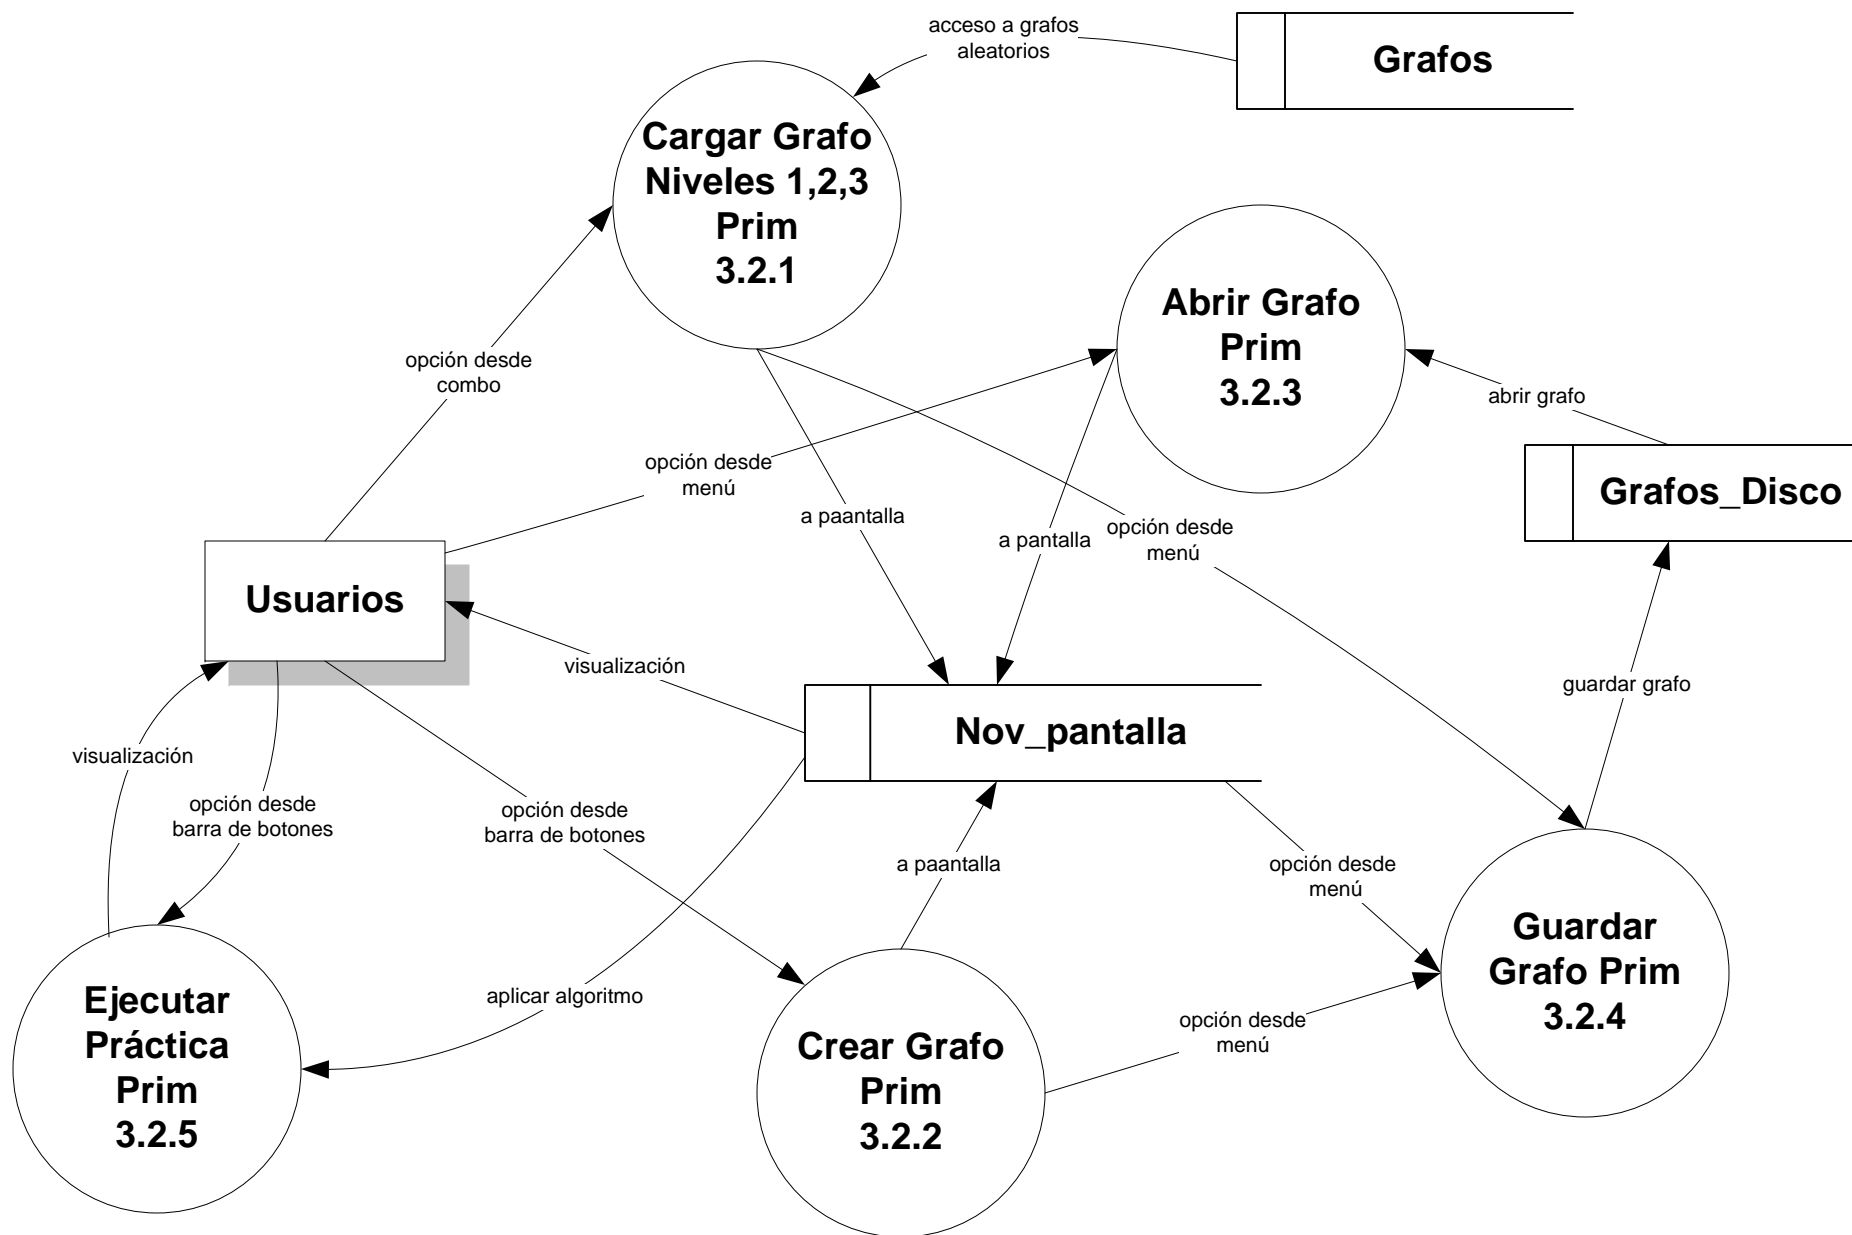 acceso a grafos
aleatorios
Grafos
Cargar Grafo
Niveles 1,2,3
Prim
3.2.1
Abrir Grafo
Prim
3.2.3
opción desde
combo
abrir grafo
opción desde
menú
Grafos_Disco
a paantalla
a pantalla
opción desde
menú
Usuarios
visualización
guardar grafo
Nov_pantalla
visualización
opción desde
barra de botones
opción desde
barra de botones
a paantalla
opción desde
menú
Guardar
Grafo Prim
3.2.4
aplicar algoritmo
Ejecutar
Práctica
Prim
3.2.5
opción desde
menú
Crear Grafo
Prim
3.2.2